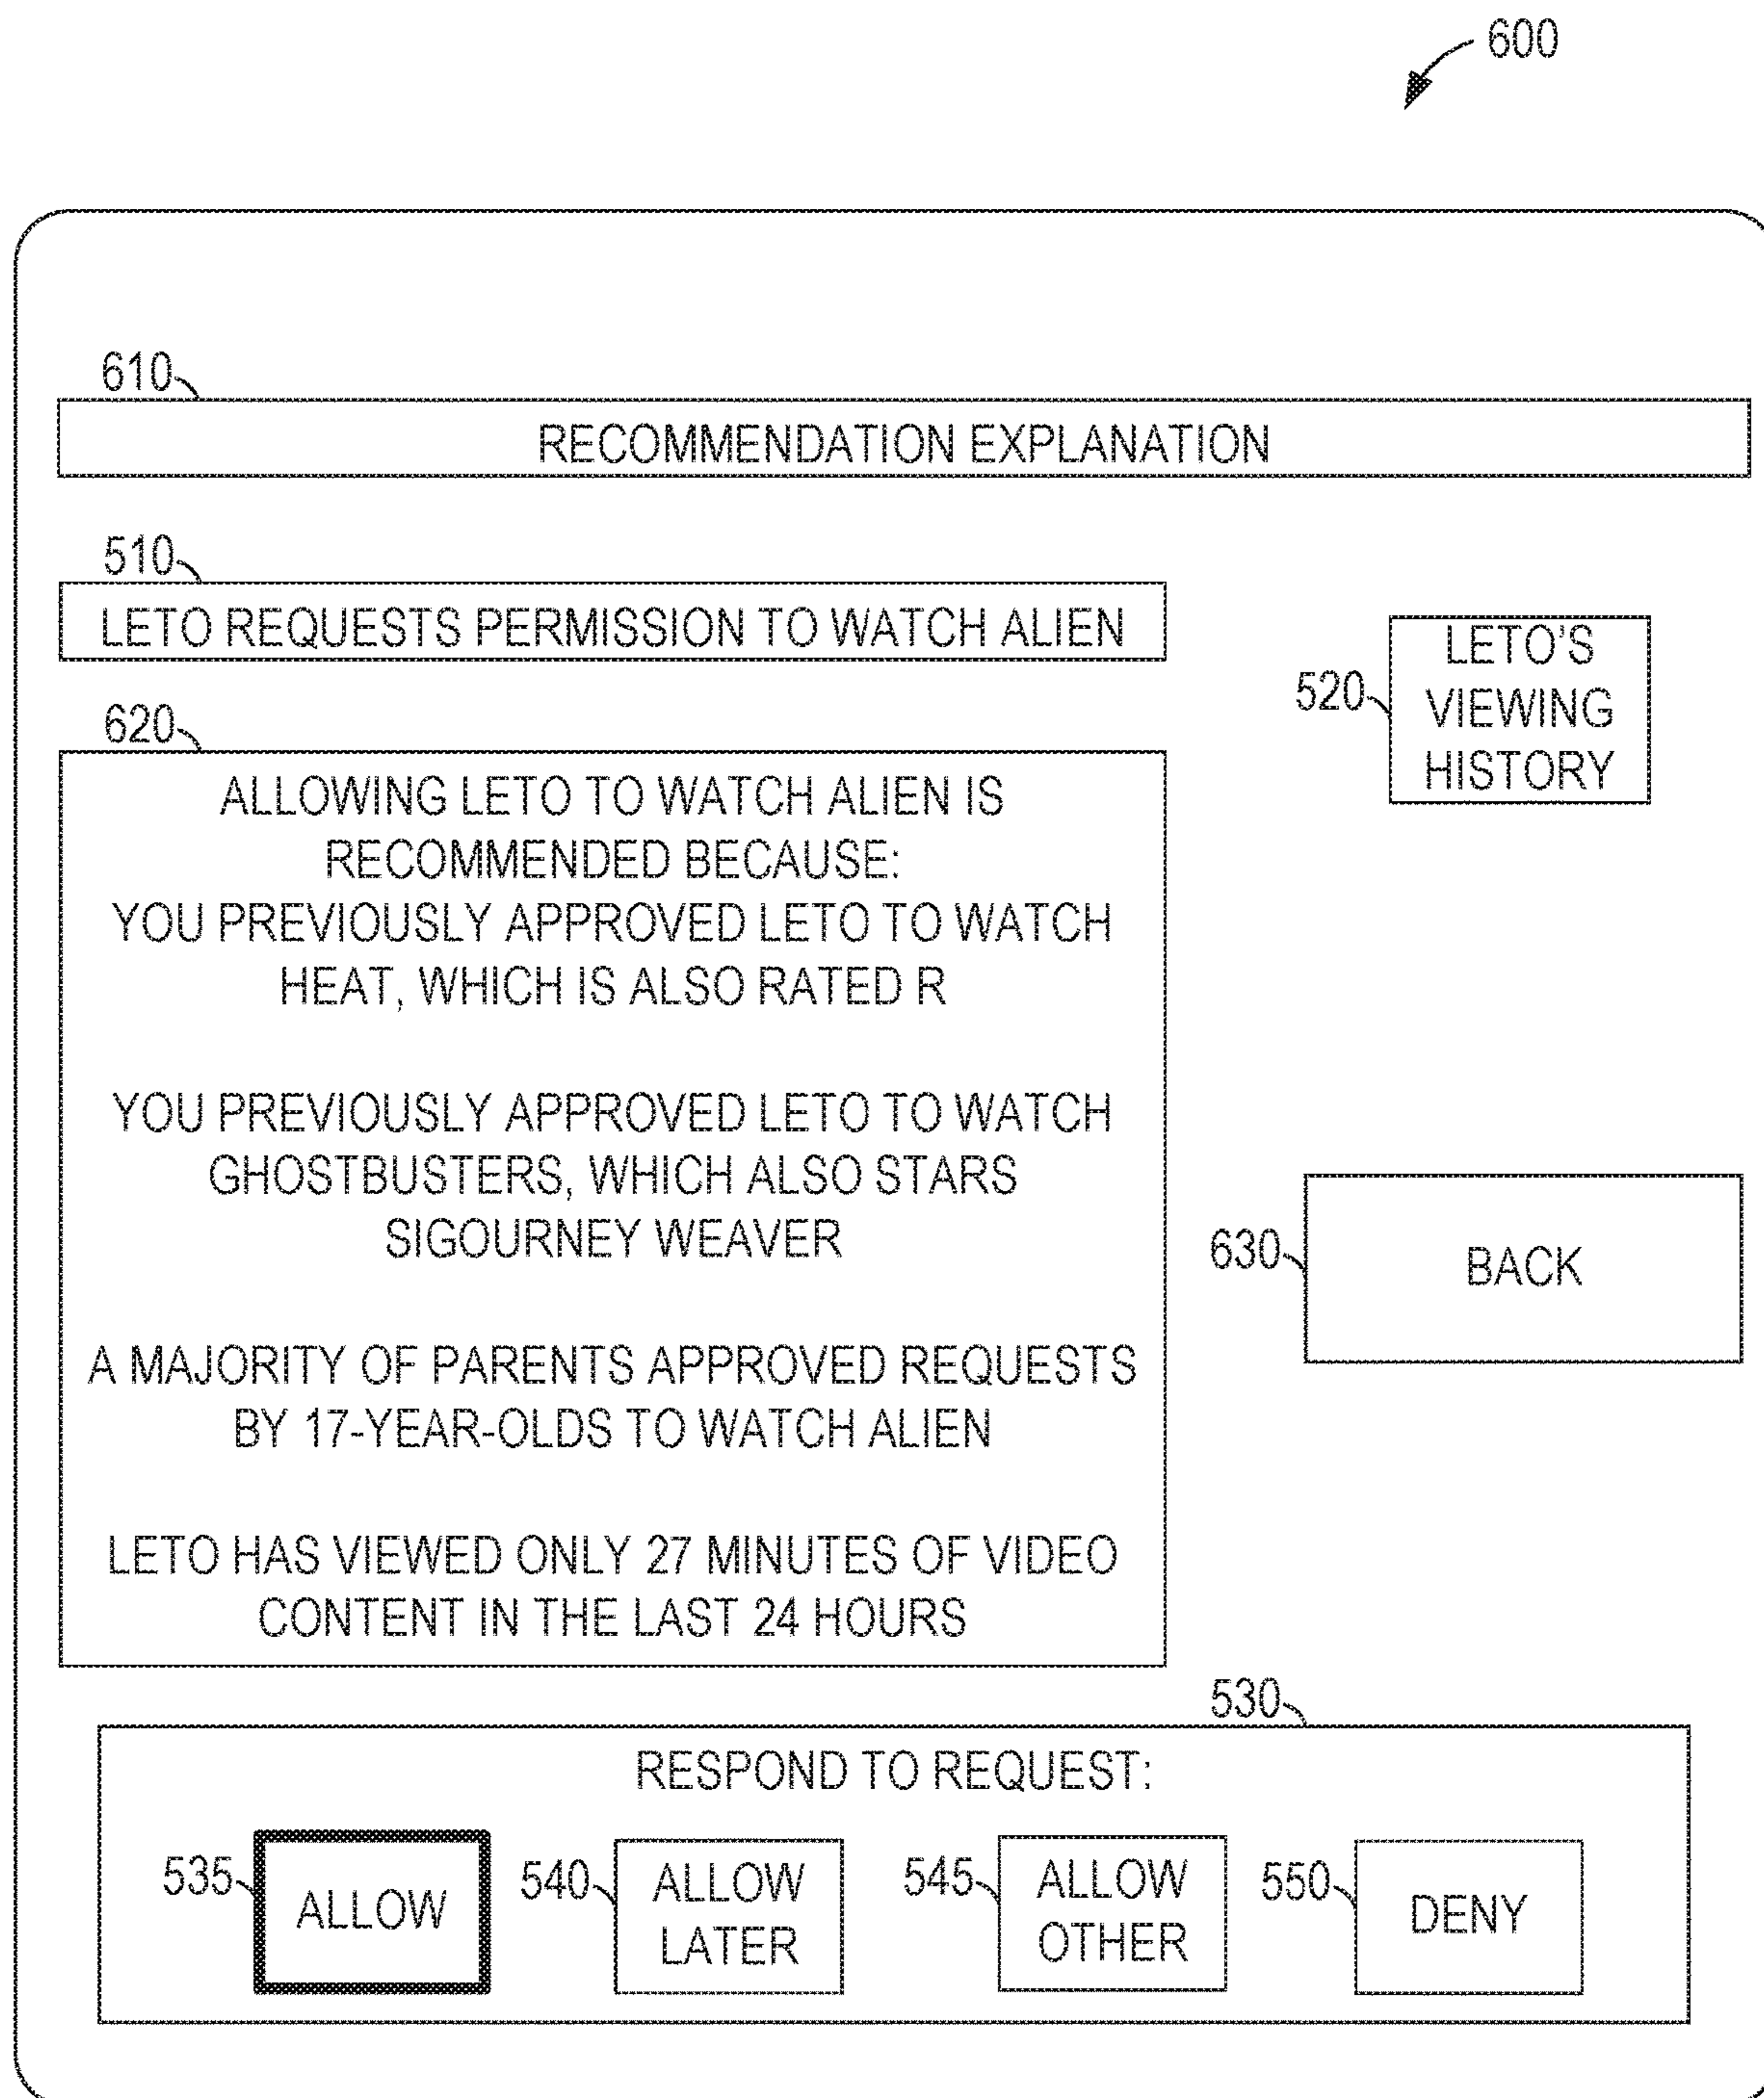 600
610
RECOMMENDATION EXPLANATION
510
LETO REQUESTS PERMISSION TO WATCH ALIEN
520
LETO'S
VIEWING
HISTORY
620
ALLOWING LETO TO WATCH ALIEN IS
RECOMMENDED BECAUSE:
YOU PREVIOUSLY APPROVED LETO TO WATCH
HEAT, WHICH IS ALSO RATED R
YOU PREVIOUSLY APPROVED LETO TO WATCH
GHOSTBUSTERS, WHICH ALSO STARS
SIGOURNEY WEAVER
A MAJORITY OF PARENTS APPROVED REQUESTS
BY 17-YEAR-OLDS TO WATCH ALIEN
LETO HAS VIEWED ONLY 27 MINUTES OF VIDEO
CONTENT IN THE LAST 24 HOURS
630
BACK
530
RESPOND TO REQUEST:
535
ALLOW
540
ALLOW
LATER
545
ALLOW
OTHER
550
DENY